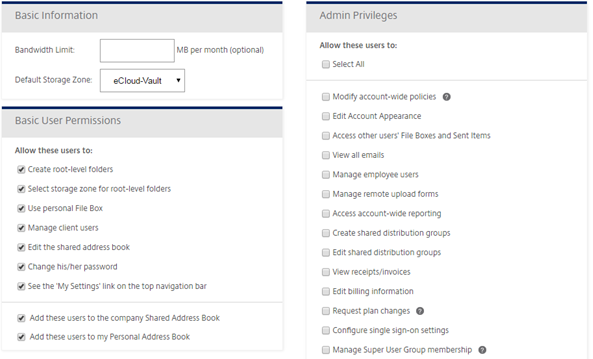 Basic Information
Bandwidth Limit:
MB per month (optional)
Default Storage Zone:
eCloud-Vault
Basic User Permissions
Allow these users to:
Create root-level folders
Select storage zone for root-level folders
Use personal File Box
Manage client users
Edit the shared address book
Change his/her password
See the 'My Settings' link on the top navigation bar
Add these users to the company Shared Address Book
Add these users to my Personal Address Book
Admin Privileges
Allow these users to:
Select All
Modify account-wide policies ?
Edit Account Appearance
Access other users' File Boxes and Sent Items
View all emails
Manage employee users
Manage remote upload forms
Access account-wide reporting
Create shared distribution groups
Edit shared distribution groups
View receipts/invoices
Edit billing information
Request plan changes ?
Configure single sign-on settings
Manage Super User Group membership ?